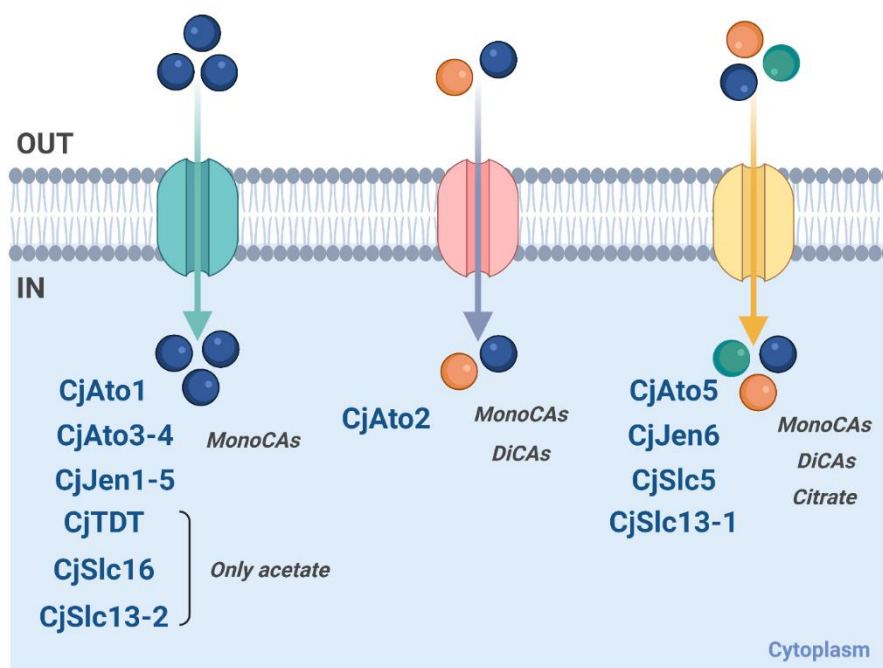 OUT
IN
CjAto1
CjAto3-4
MonoCAs
CjJen1-5
CjTDT
CjSlc16
Only acetate
CjSlc13-2
CjAto2
MonoCAs
DiCAs
CjAto5
CjJen6
CjSlc5
CjSlc13-1
MonoCAs
DiCAs
Citrate
Cytoplasm